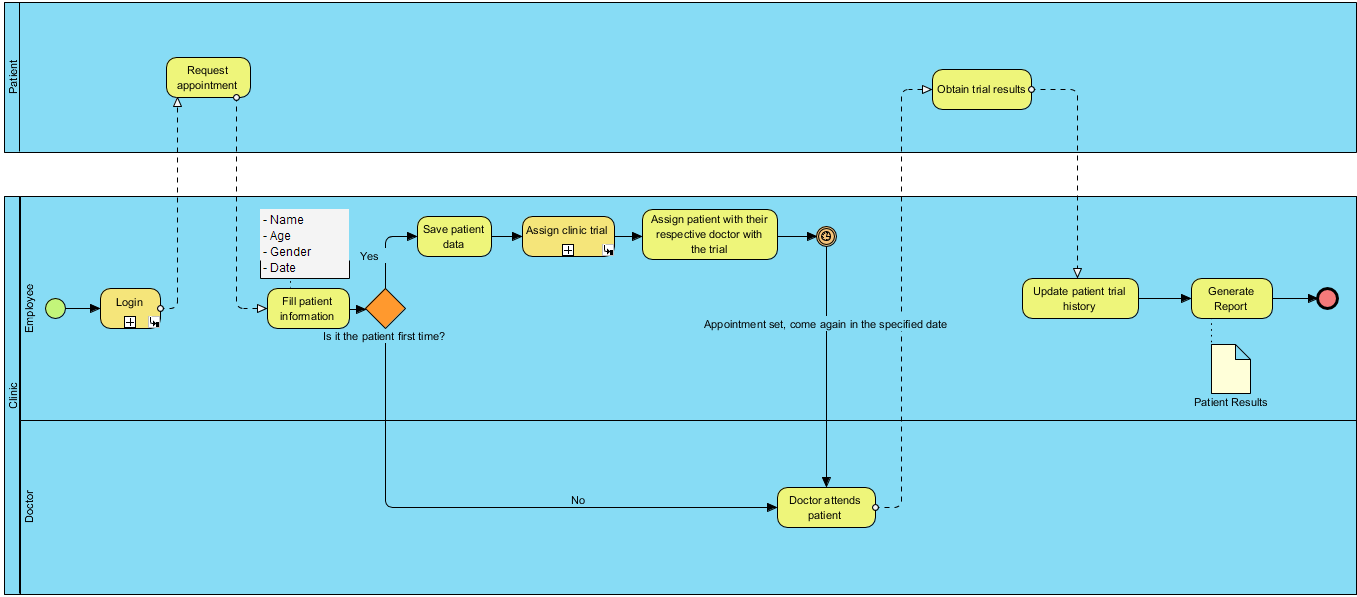 Patient
Request
appointment
Obtain trial results
Clinic
Employee
Login
- Name
- Age
- Gender
- Date
Fill patient
information
Is it the patient first time?
Yes
Save patient
data
Assign clinic trial
Assign patient with their
respective doctor with
the trial
Appointment set, come again in the specified date
Update patient trial
history
Generate
Report
Patient Results
Doctor
No
Doctor attends
patient